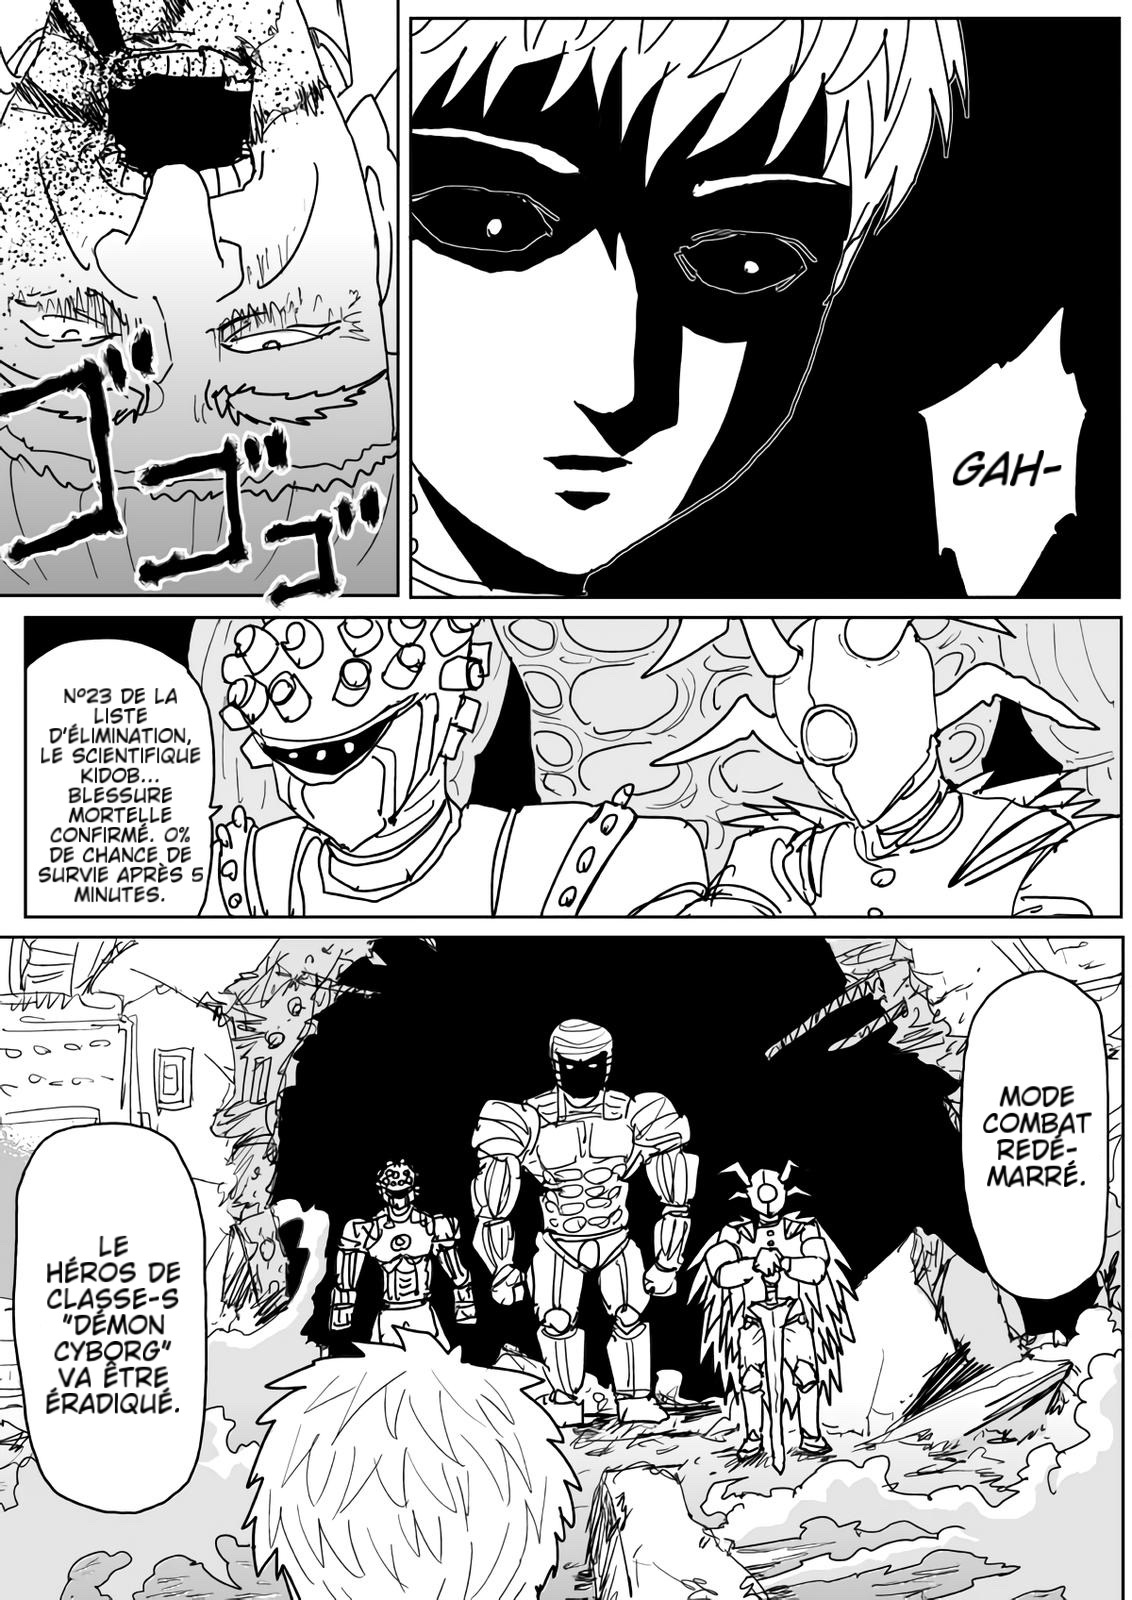 GAH-
ゴゴゴ
Nº23 DE LA
LISTE
D'ÉLIMINATION,
LE SCIENTIFIQUE
KIDOB...
BLESSURE
MORTELLE
CONFIRMÉ. 0%
DE CHANCE DE
SURVIE APRÈS 5
MINUTES.
MODE
COMBAT
REDÉ-
MARRÉ.
LE
HÉROS DE
CLASSE-S
"DÉMON
CYBORG"
VA ÊTRE
ÉRADIQUÉ.